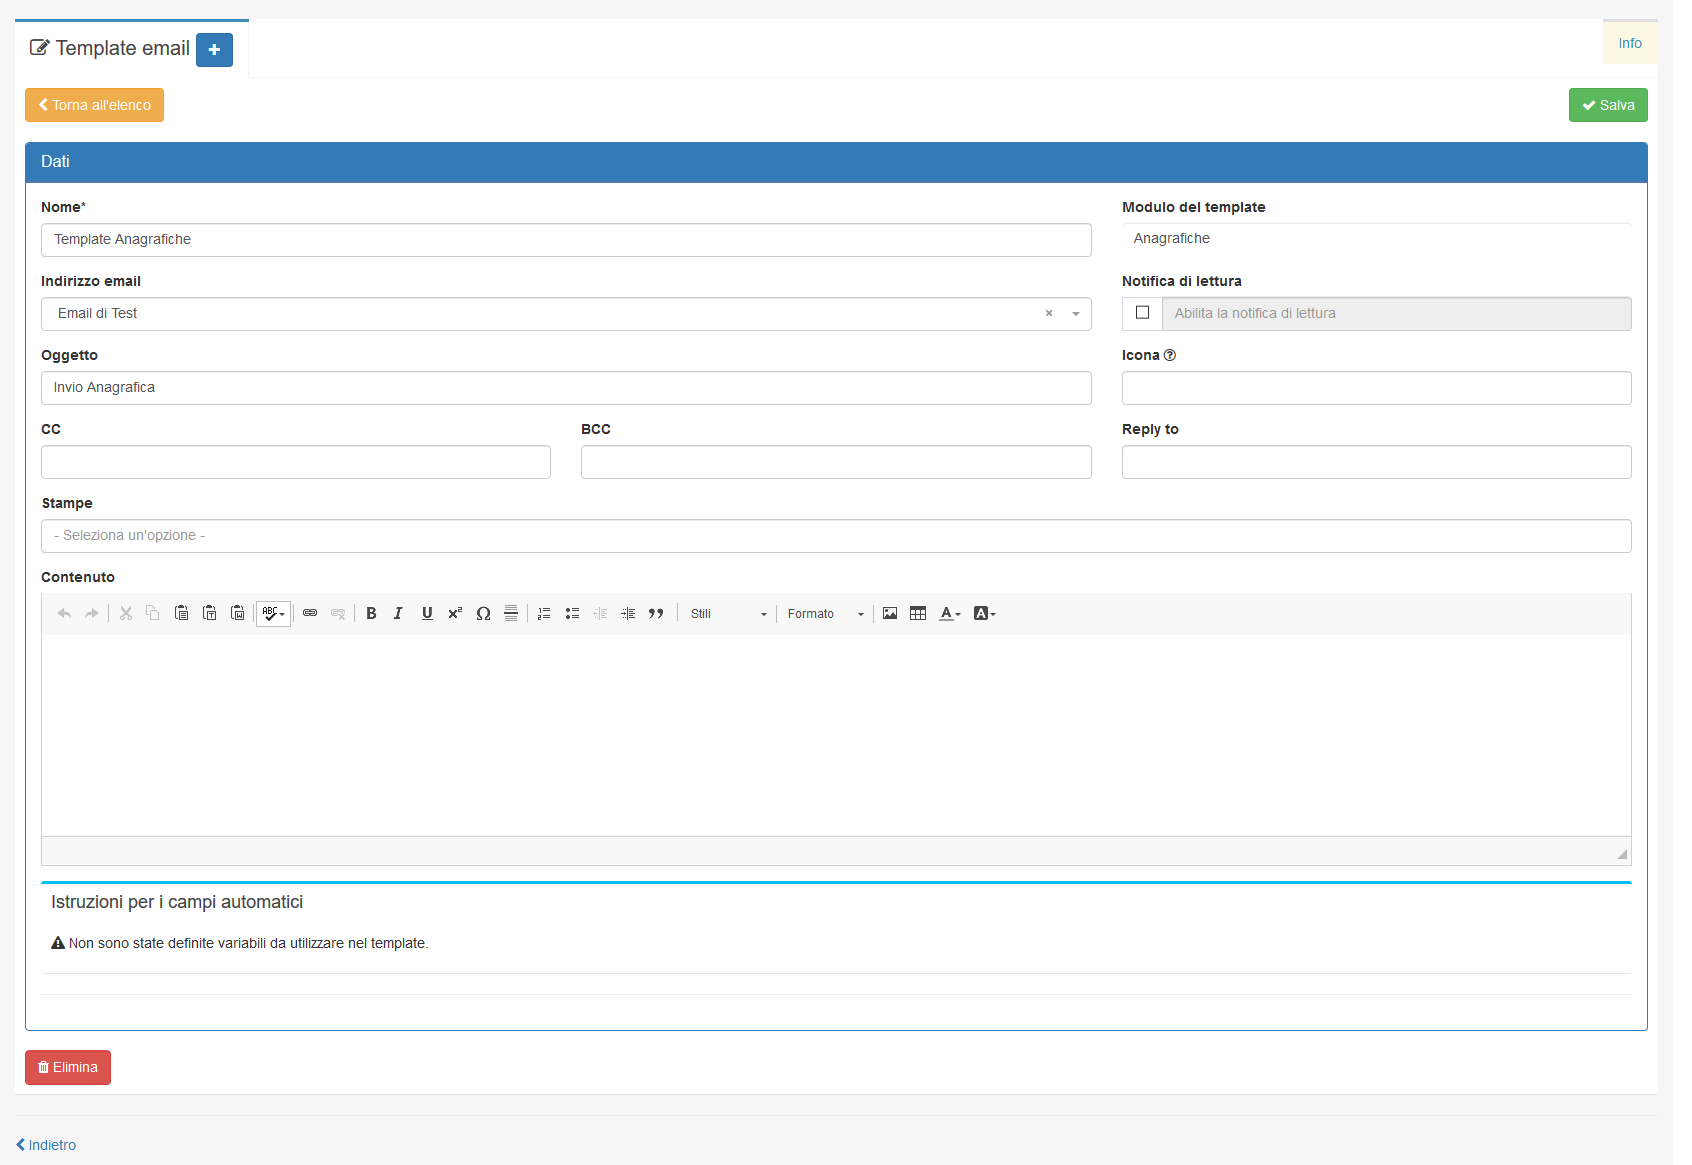 Template email
Info
Torna all'elenco
Salva
Dati
Nome*
Modulo del template
Template Anagrafiche
Anagrafiche
Indirizzo email
Notifica di lettura
Email di Test
×
Abilita la notifica di lettura
Oggetto
Icona
Invio Anagrafica
CC
BCC
Reply to
Stampe
- Seleziona un'opzione -
Contenuto
ABC B I U x² Ω Stili Formato A A
Istruzioni per i campi automatici
Non sono state definite variabili da utilizzare nel template.
Elimina
Indietro